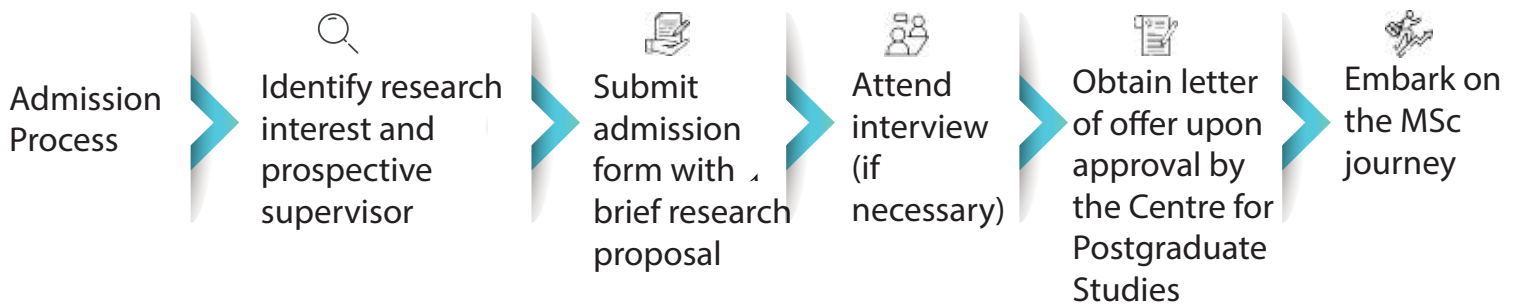 Admission
Process
Identify research
interest and
prospective
supervisor
Submit
admission
form with
brief research
proposal
Attend
interview
(if
necessary)
Obtain letter
of offer upon
approval by
the Centre for
Postgraduate
Studies
Embark on
the MSc
journey